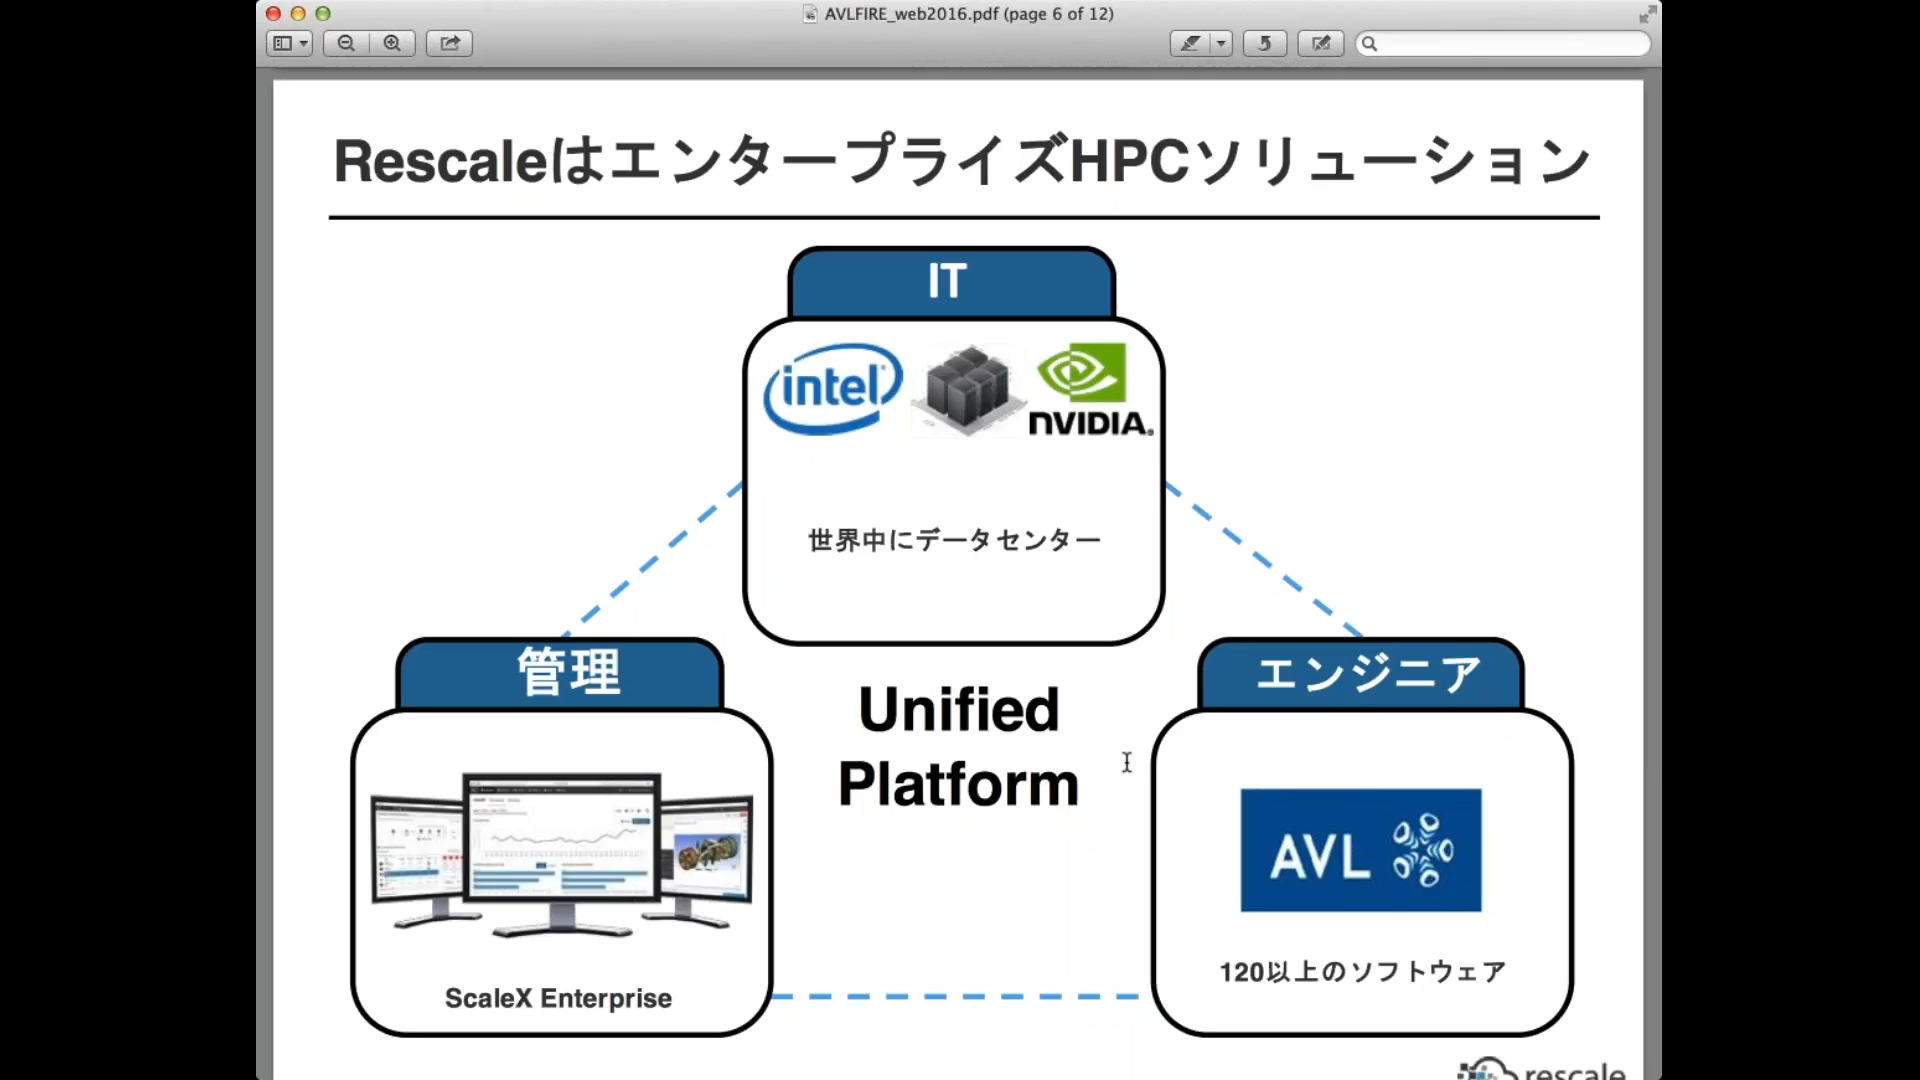 AVLFIRE_web2016.pdf (page 6 of 12)
RescaleはエンタープライズHPCソリューション
IT
intel
NVIDIA.
世界中にデータセンター
管理
エンジニア
Unified
Platform
AVL
120以上のソフトウェア
ScaleX Enterprise
rescale